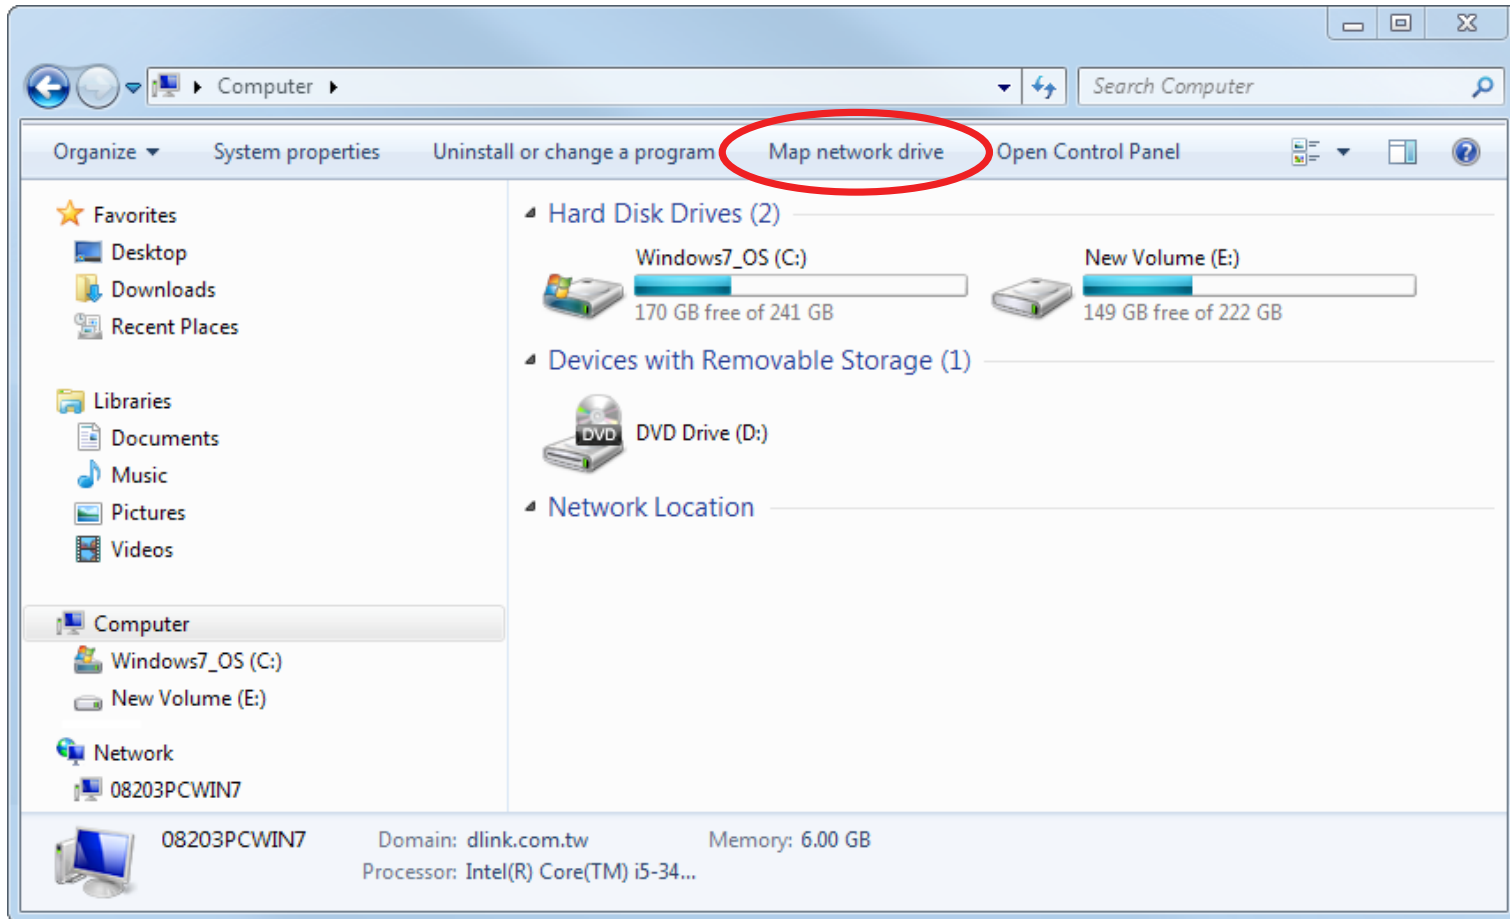 Computer
Search Computer
Organize
System properties
Uninstall or change a program
Map network drive
Open Control Panel
Favorites
Desktop
Downloads
Recent Places
Libraries
Documents
Music
Pictures
Videos
Computer
Windows7_OS (C:)
New Volume (E:)
Network
08203PCWIN7
Hard Disk Drives (2)
Windows7_OS (C:)
170 GB free of 241 GB
New Volume (E:)
149 GB free of 222 GB
Devices with Removable Storage (1)
DVD
DVD Drive (D:)
Network Location
08203PCWIN7
Domain: dlink.com.tw
Memory: 6.00 GB
Processor: Intel(R) Core(TM) i5-34...